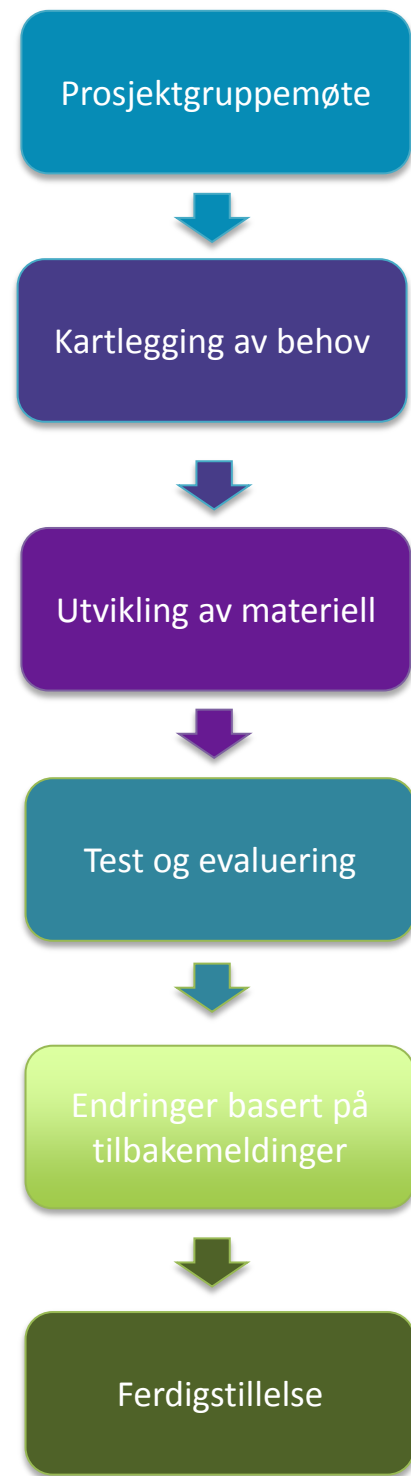 Prosjektgruppemøte
Kartlegging av behov
Utvikling av materiell
Test og evaluering
Endringer basert på
tilbakemeldinger
Ferdigstillelse